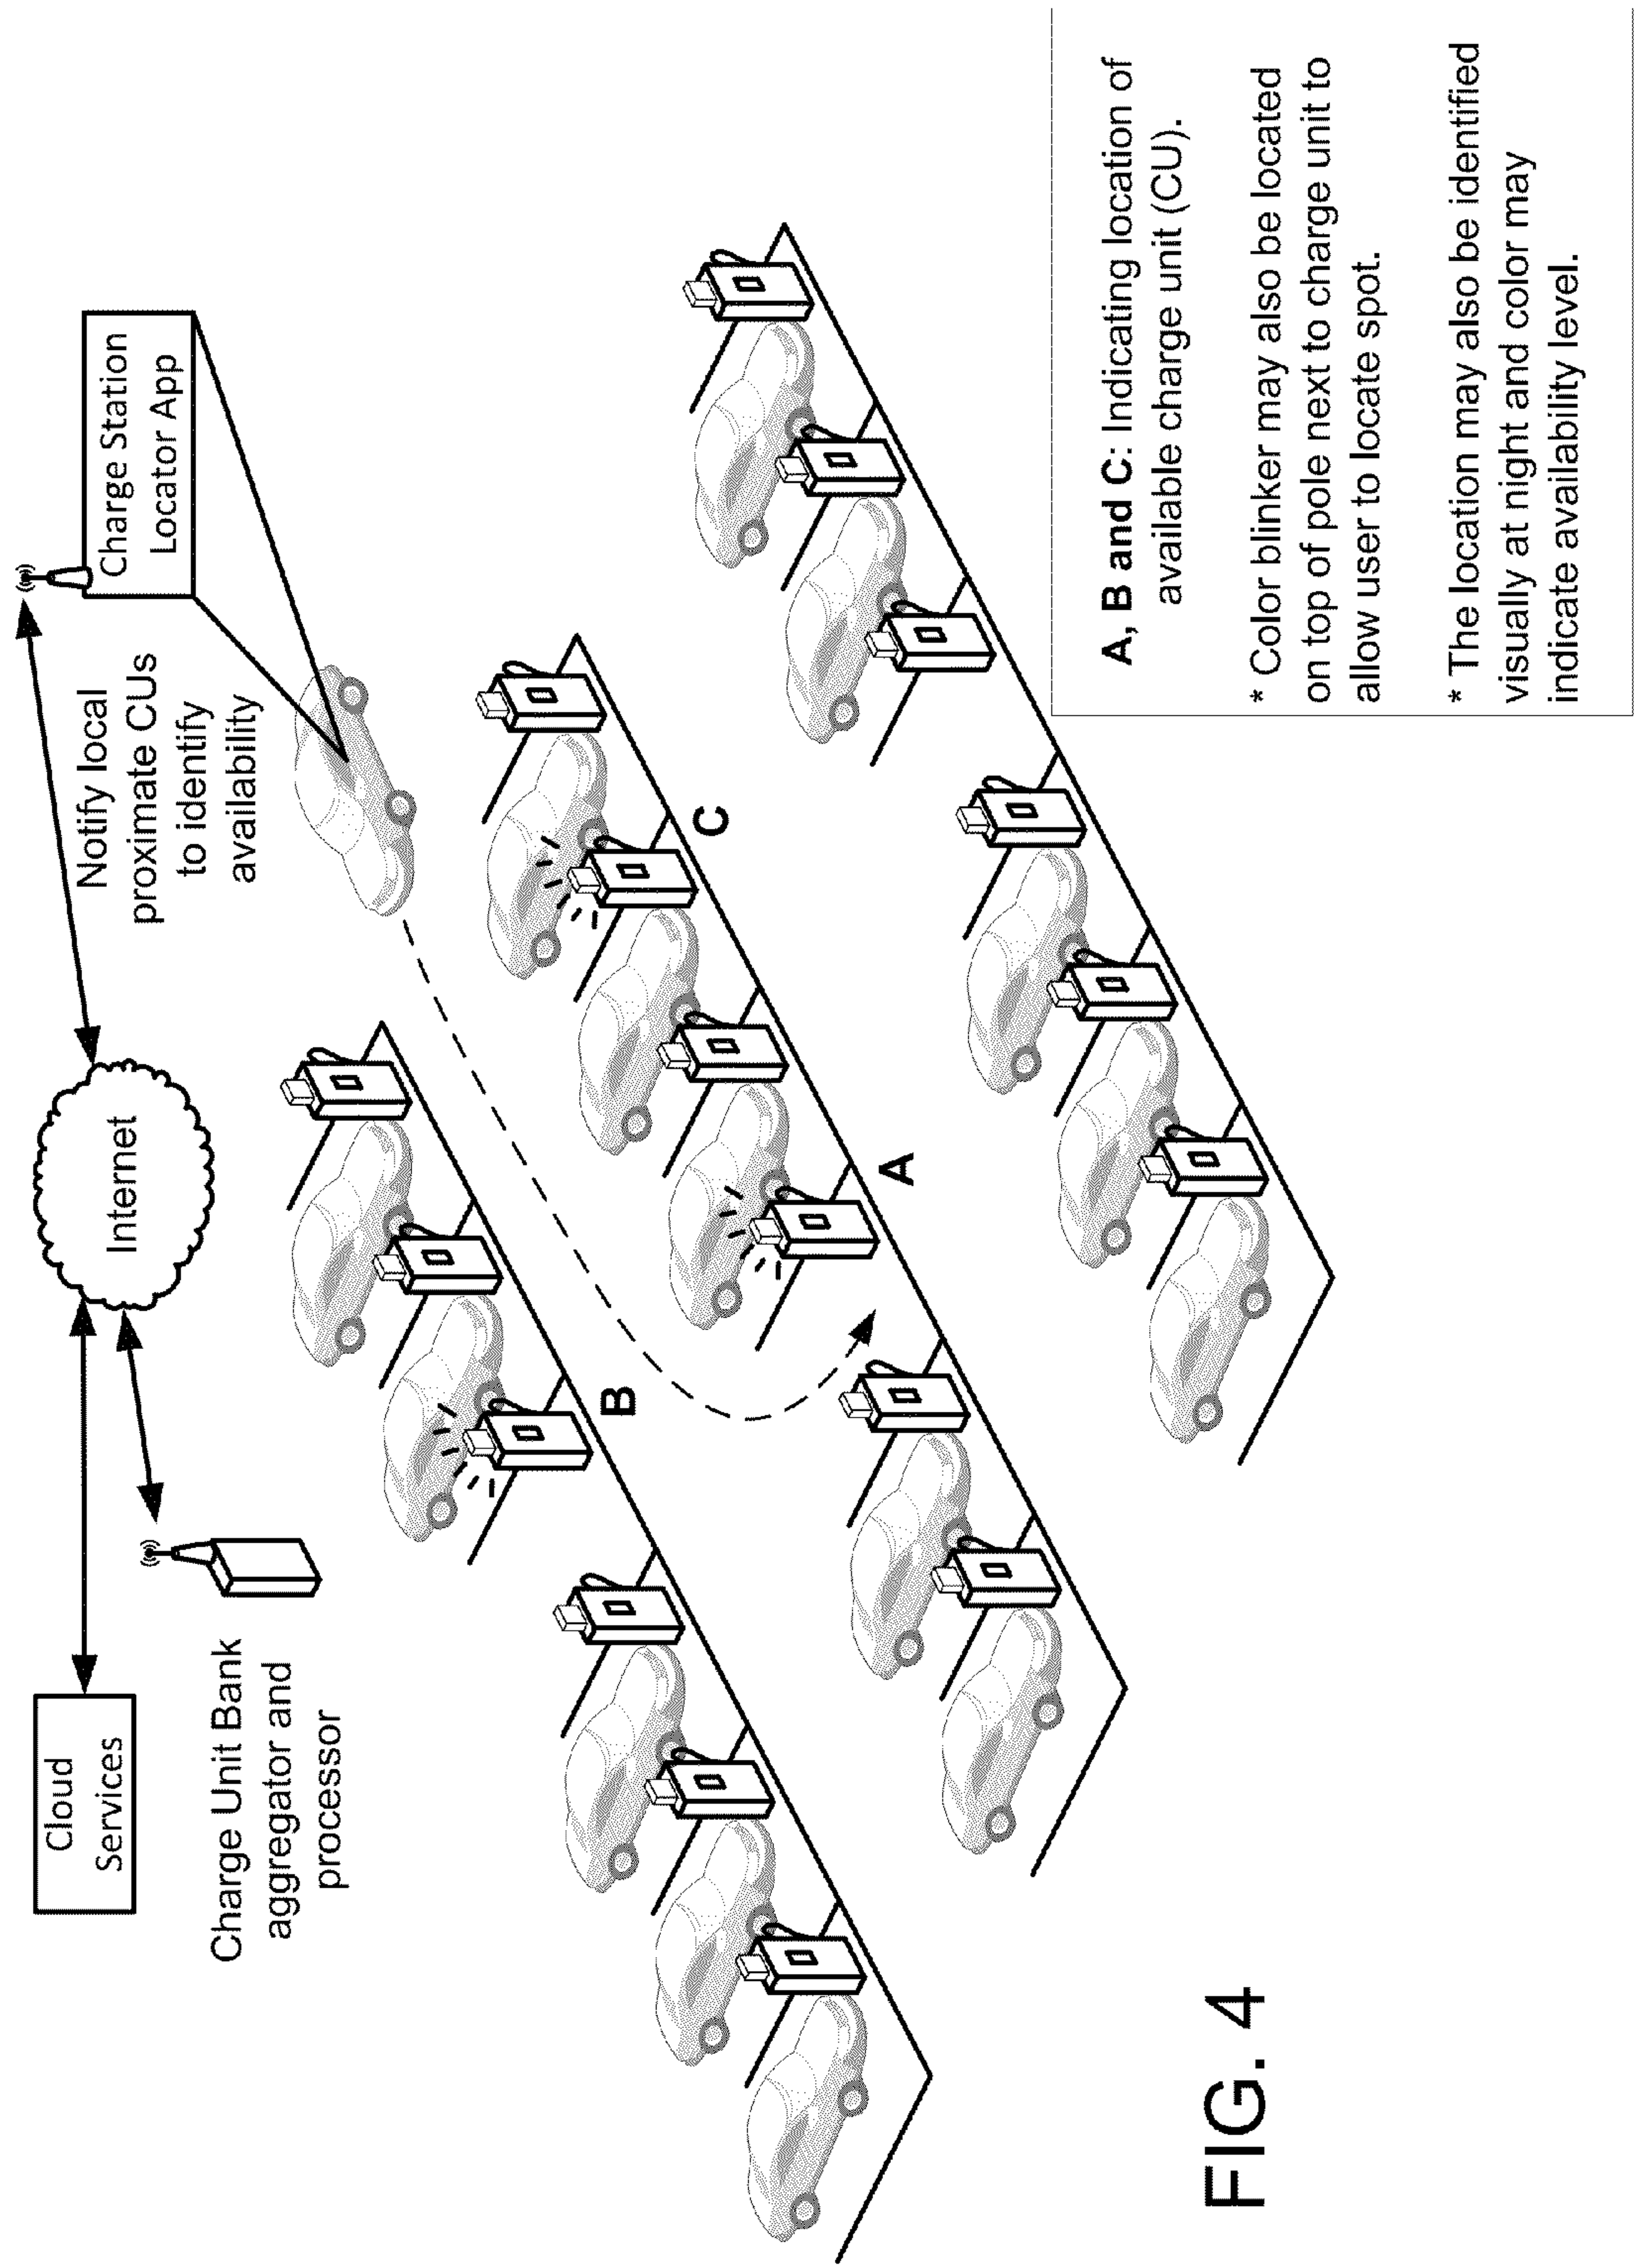 Cloud
Services
Internet
Charge Station
Locator App
Notify local
proximate CUs
to identify
availability
Charge Unit Bank
aggregator and
processor
B
A
C
A, B and C: Indicating location of
available charge unit (CU).
* Color blinker may also be located
on top of pole next to charge unit to
allow user to locate spot.
* The location may also be identified
visually at night and color may
indicate availability level.
FIG. 4